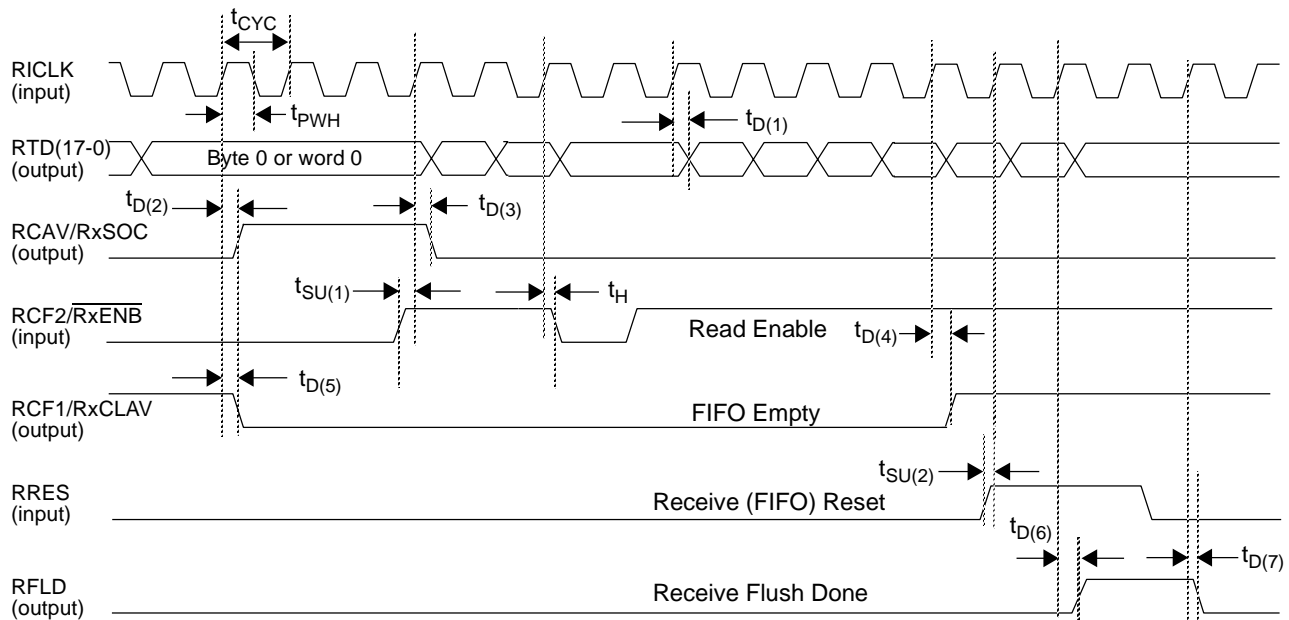 tCYC
RICLK
(input)
tPWH
tD(1)
RTD(17-0)
(output)
Byte 0 or word 0
tD(2)
tD(3)
RCAV/RxSOC
(output)
tSU(1)
tH
RCF2/RxENB
(input)
Read Enable
tD(4)
tD(5)
RCF1/RxCLAV
(output)
FIFO Empty
tSU(2)
RRES
(input)
Receive (FIFO) Reset
tD(6)
tD(7)
RFLD
(output)
Receive Flush Done